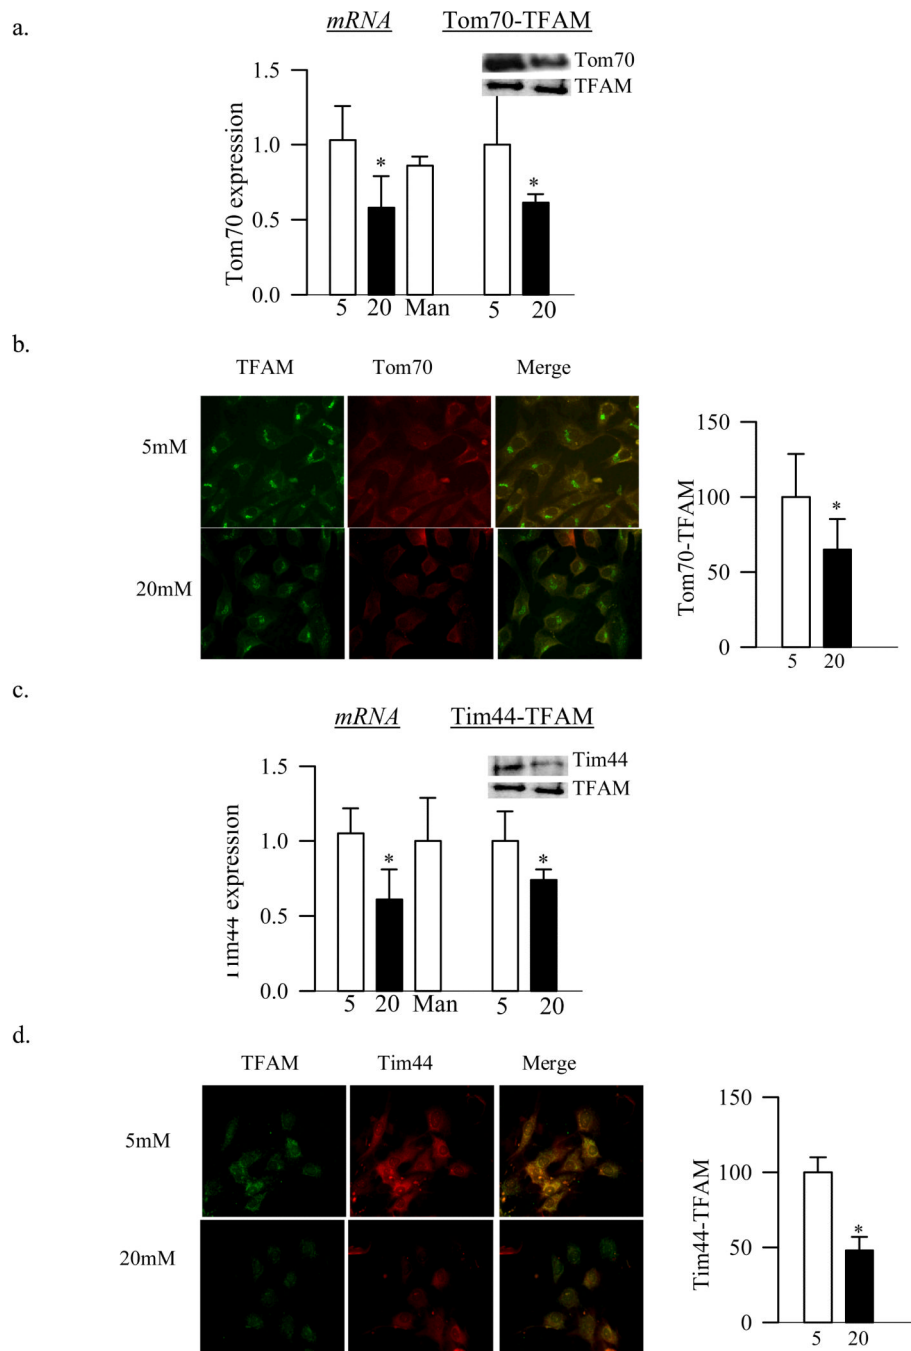 a.
mRNA Tom70-TFAM
Tom70
TFAM
Tom70 expression
1.5
1.0
0.5
0.0
* *
5 20 Man 5 20
b.
TFAM Tom70 Merge
5mM
20mM
Tom70-TFAM
150
100
50
0
*
5 20
c.
mRNA Tim44-TFAM
Tim44
TFAM
Tim44 expression
1.5
1.0
0.5
0.0
* *
5 20 Man 5 20
d.
TFAM Tim44 Merge
5mM
20mM
Tim44-TFAM
150
100
50
0
*
5 20